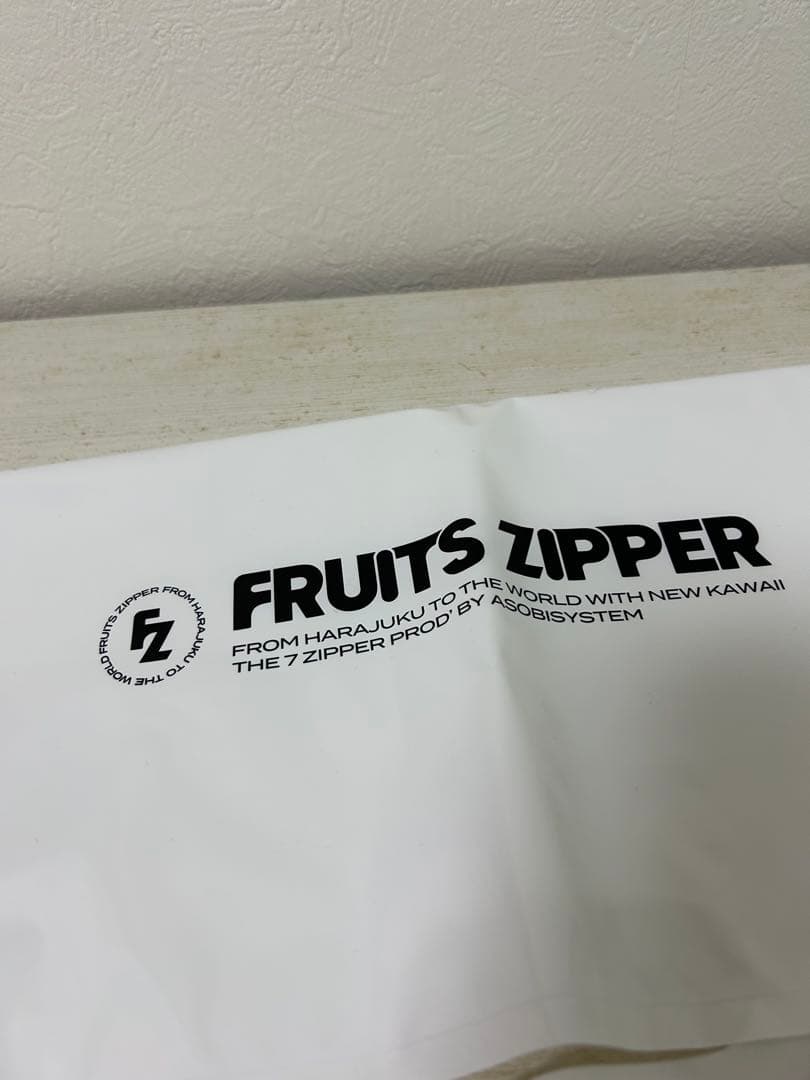 FRUITS ZIPPER FROM HARAJUKU TO THE WORLD
FZ
FRUITS ZIPPER
FROM HARAJUKU TO THE WORLD WITH NEW KAWAII
THE 7 ZIPPER PROD' BY ASOBISYSTEM